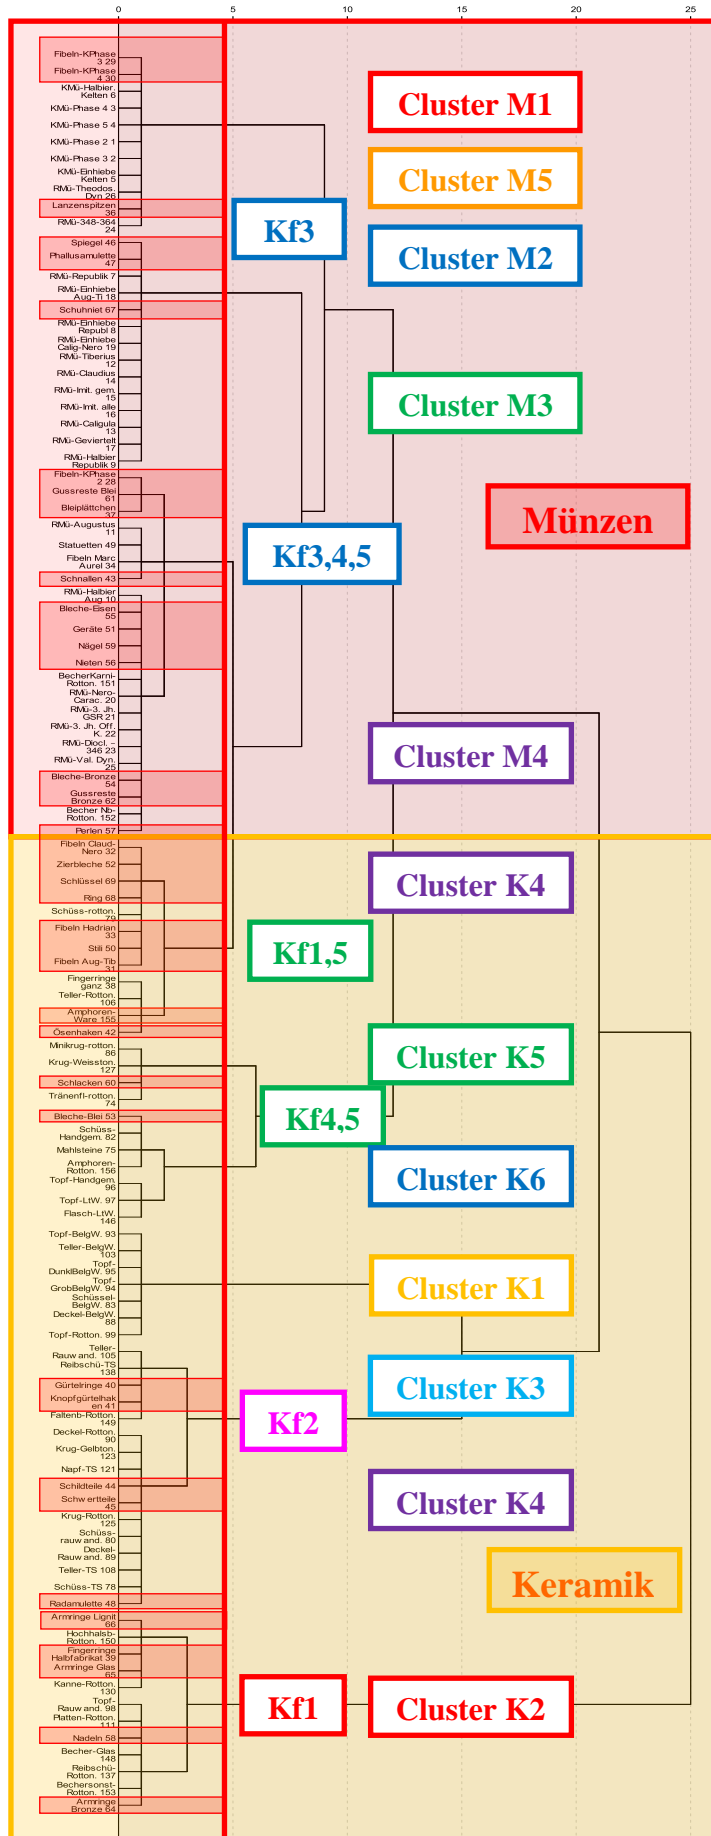 0 5 10 15 20 25
Fibeln-KPhase
3 29
Fibeln-KPhase
4 30
KMü-Halbier.
Kelten 6
KMü-Phase 4 3
KMü-Phase 5 4
KMü-Phase 2 1
KMü-Phase 3 2
KMü-Einhiebe
Kelten 5
RMü-Theodos.
Dyn 26
Lanzenspitzen
36
RMü-348-364
24
Spiegel 46
Phallusamulette
47
RMü-Republik 7
RMü-Einhiebe
Aug-Ti 18
Schuhniet 67
RMü-Einhiebe
Republ 8
RMü-Einhiebe
Calig-Nero 19
RMü-Tiberius
12
RMü-Claudius
14
RMü-Imit. gem.
15
RMü-Imit. alle
16
RMü-Caligula
13
RMü-Geviertelt
17
RMü-Halbier
Republik 9
Fibeln-KPhase
2 28
Gussreste Blei
61
Bleiplättchen
37
RMü-Augustus
11
Statuetten 49
Fibeln Marc
Aurel 34
Schnallen 43
RMü-Halbier
Aug 10
Bleche-Eisen
55
Geräte 51
Nägel 59
Nieten 56
BecherKarni-
Rotton. 151
RMü-Nero-
Carac. 20
RMü-3. Jh.
GSR 21
RMü-3. Jh. Off.
K. 22
RMü-Diocl. –
346 23
RMü-Val. Dyn.
25
Bleche-Bronze
54
Gussreste
Bronze 62
Becher Nb-
Rotton. 152
Perlen 57
Fibeln Claud-
Nero 32
Zierbleche 52
Schlüssel 69
Ring 68
Schüss-rotton.
79
Fibeln Hadrian
33
Stili 50
Fibeln Aug-Tib
31
Fingerringe
ganz 38
Teller-Rotton.
106
Amphoren-
Ware 155
Ösenhaken 42
Minikrug-rotton.
86
Krug-Weisston.
127
Schlacken 60
Tränenfl-rotton.
74
Bleche-Blei 53
Schüss-
Handgem. 82
Mahlsteine 75
Amphoren-
Rotton. 156
Topf-Handgem.
96
Topf-LtW. 97
Flasch-LtW.
146
Topf-BelgW. 93
Teller-BelgW.
103
Topf-
DunklBelgW. 95
Topf-
GrobBelgW. 94
Schüssel-
BelgW. 83
Deckel-BelgW.
88
Topf-Rotton. 99
Teller-
Rauwand. 105
Reibschü-TS
138
Gürtelringe 40
Knopfgürtelhak
en 41
Faltenb-Rotton.
149
Deckel-Rotton.
90
Krug-Gelbton.
123
Napf-TS 121
Schildteile 44
Schwertteile
45
Krug-Rotton.
125
Schüss-
rauwand. 80
Deckel-
Rauwand. 89
Teller-TS 108
Schüss-TS 78
Radamulette 48
Armringe Lignit
66
Hochhalsb-
Rotton. 150
Fingerringe
Halbfabrikat 39
Armringe Glas
65
Kanne-Rotton.
130
Topf-
Rauwand. 98
Platten-Rotton.
111
Nadeln 58
Becher-Glas
148
Reibschü-
Rotton. 137
Bechersonst-
Rotton. 153
Armringe
Bronze 64
Cluster M1
Cluster M5
Kf3
Cluster M2
Cluster M3
Münzen
Kf3,4,5
Cluster M4
Cluster K4
Kf1,5
Cluster K5
Kf4,5
Cluster K6
Cluster K1
Cluster K3
Kf2
Cluster K4
Keramik
Kf1
Cluster K2